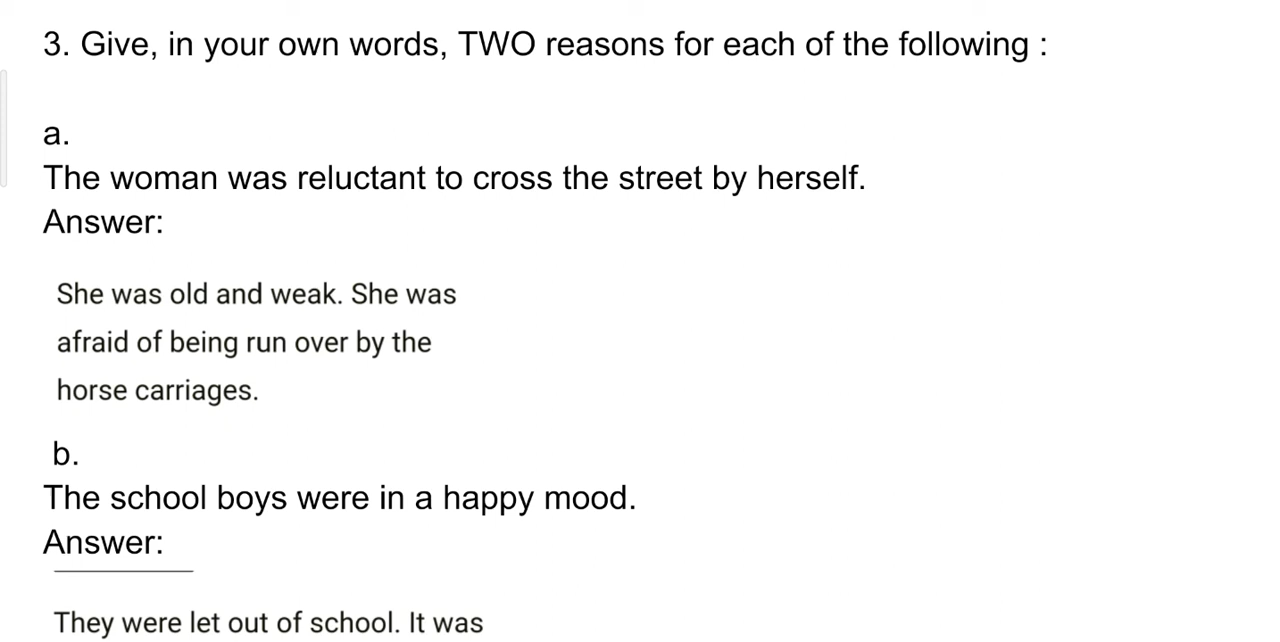 3. Give, in your own words, TWO reasons for each of the following :
a.
The woman was reluctant to cross the street by herself.
Answer:
She was old and weak. She was
afraid of being run over by the
horse carriages.
b.
The school boys were in a happy mood.
Answer:
They were let out of school. It was